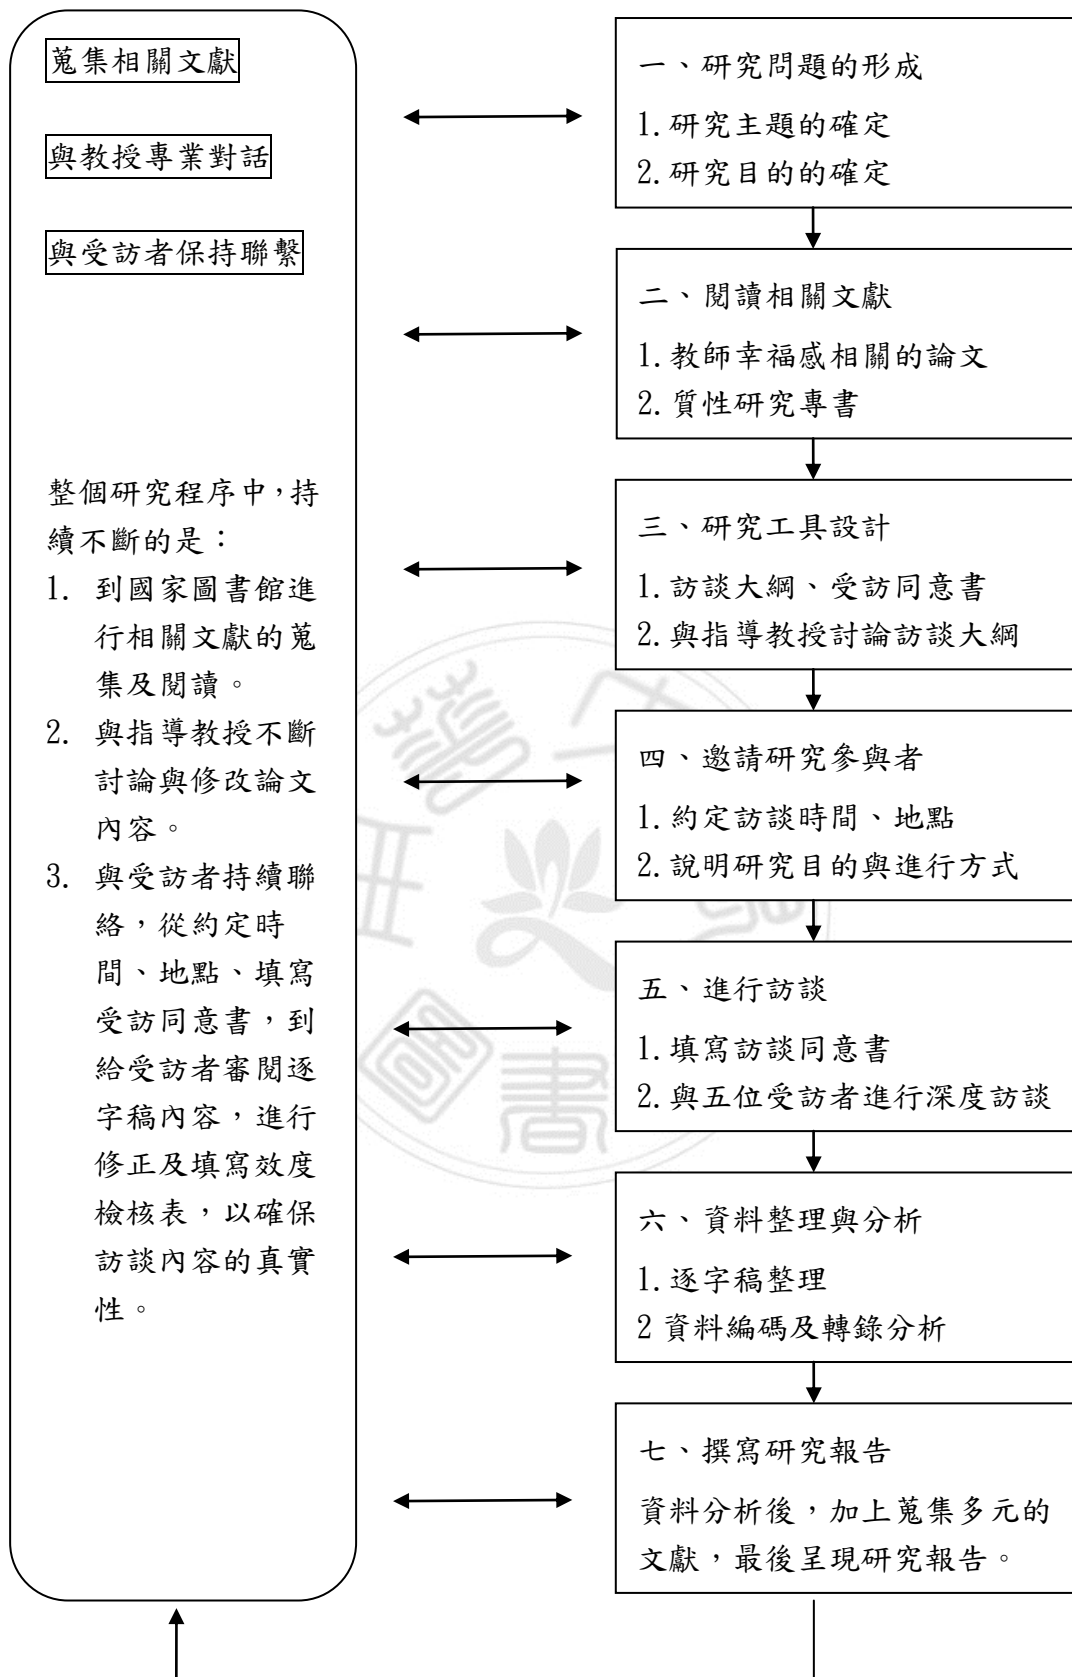 蒐集相關文獻
與教授專業對話
與受訪者保持聯繫
整個研究程序中，持
續不斷的是：
1. 到國家圖書館進
行相關文獻的蒐
集及閱讀。
2. 與指導教授不斷
討論與修改論文
內容。
3. 與受訪者持續聯
絡，從約定時
間、地點、填寫
受訪同意書，到
給受訪者審閱逐
字稿內容，進行
修正及填寫效度
檢核表，以確保
訪談內容的真實
性。
一、研究問題的形成
1.研究主題的確定
2.研究目的的確定
二、閱讀相關文獻
1.教師幸福感相關的論文
2.質性研究專書
三、研究工具設計
1.訪談大綱、受訪同意書
2.與指導教授討論訪談大綱
四、邀請研究參與者
1.約定訪談時間、地點
2.說明研究目的與進行方式
五、進行訪談
1.填寫訪談同意書
2.與五位受訪者進行深度訪談
六、資料整理與分析
1.逐字稿整理
2 資料編碼及轉錄分析
七、撰寫研究報告
資料分析後，加上蒐集多元的
文獻，最後呈現研究報告。